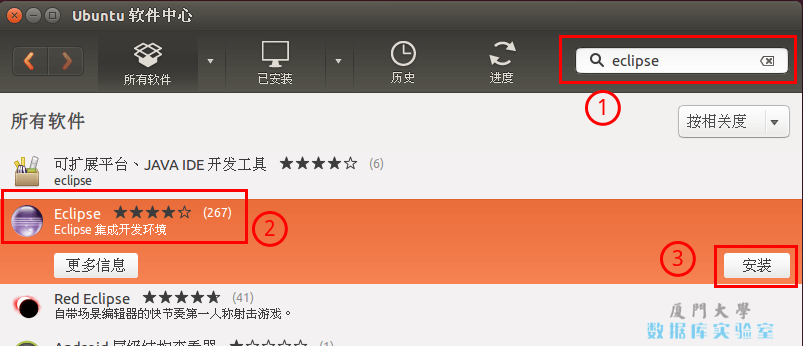 Ubuntu 软件中心
所有软件
已安装
历史
进度
eclipse
1
所有软件
按相关度
可扩展平台、JAVA IDE 开发工具 (6)
eclipse
Eclipse (267)
2
Eclipse 集成开发环境
更多信息
3
安装
Red Eclipse (41)
自带场景编辑器的快节奏第一人称射击游戏。
厦門大學
数据库实验室
Android (1)